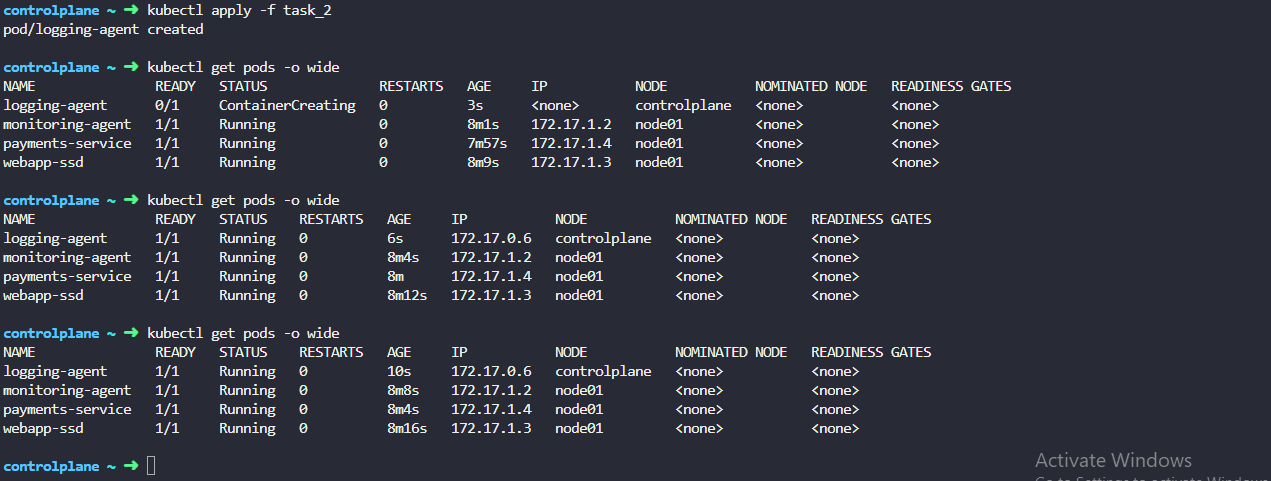 controlplane ~ ➜ kubectl apply -f task_2
pod/logging-agent created
controlplane ~ ➜ kubectl get pods -o wide
NAME READY STATUS RESTARTS AGE IP NODE NOMINATED NODE READINESS GATES
logging-agent 0/1 ContainerCreating 0 3s <none> controlplane <none> <none>
monitoring-agent 1/1 Running 0 8m1s 172.17.1.2 node01 <none> <none>
payments-service 1/1 Running 0 7m57s 172.17.1.4 node01 <none> <none>
webapp-ssd 1/1 Running 0 8m9s 172.17.1.3 node01 <none> <none>
controlplane ~ ➜ kubectl get pods -o wide
NAME READY STATUS RESTARTS AGE IP NODE NOMINATED NODE READINESS GATES
logging-agent 1/1 Running 0 6s 172.17.0.6 controlplane <none> <none>
monitoring-agent 1/1 Running 0 8m4s 172.17.1.2 node01 <none> <none>
payments-service 1/1 Running 0 8m 172.17.1.4 node01 <none> <none>
webapp-ssd 1/1 Running 0 8m12s 172.17.1.3 node01 <none> <none>
controlplane ~ ➜ kubectl get pods -o wide
NAME READY STATUS RESTARTS AGE IP NODE NOMINATED NODE READINESS GATES
logging-agent 1/1 Running 0 10s 172.17.0.6 controlplane <none> <none>
monitoring-agent 1/1 Running 0 8m8s 172.17.1.2 node01 <none> <none>
payments-service 1/1 Running 0 8m4s 172.17.1.4 node01 <none> <none>
webapp-ssd 1/1 Running 0 8m16s 172.17.1.3 node01 <none> <none>
controlplane ~ ➜
Activate Windows
Go to Settings to activate Windows